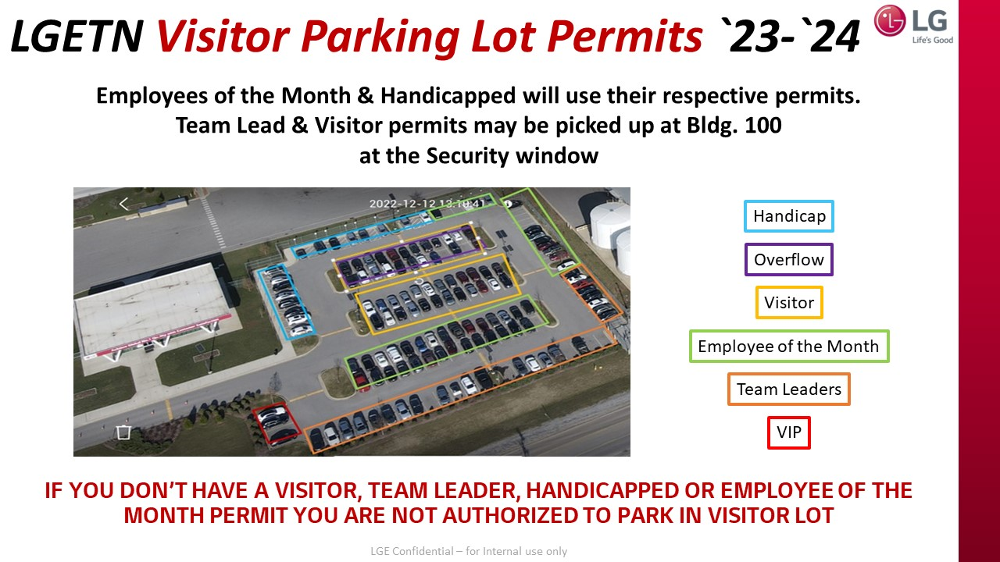 LGETN Visitor Parking Lot Permits `23-`24
LG
Life's Good
Employees of the Month & Handicapped will use their respective permits.
Team Lead & Visitor permits may be picked up at Bldg. 100
at the Security window
2022-12-12 13:10:41
Handicap
Overflow
Visitor
Employee of the Month
Team Leaders
VIP
IF YOU DON'T HAVE A VISITOR, TEAM LEADER, HANDICAPPED OR EMPLOYEE OF THE
MONTH PERMIT YOU ARE NOT AUTHORIZED TO PARK IN VISITOR LOT
LGE Confidential – for Internal use only